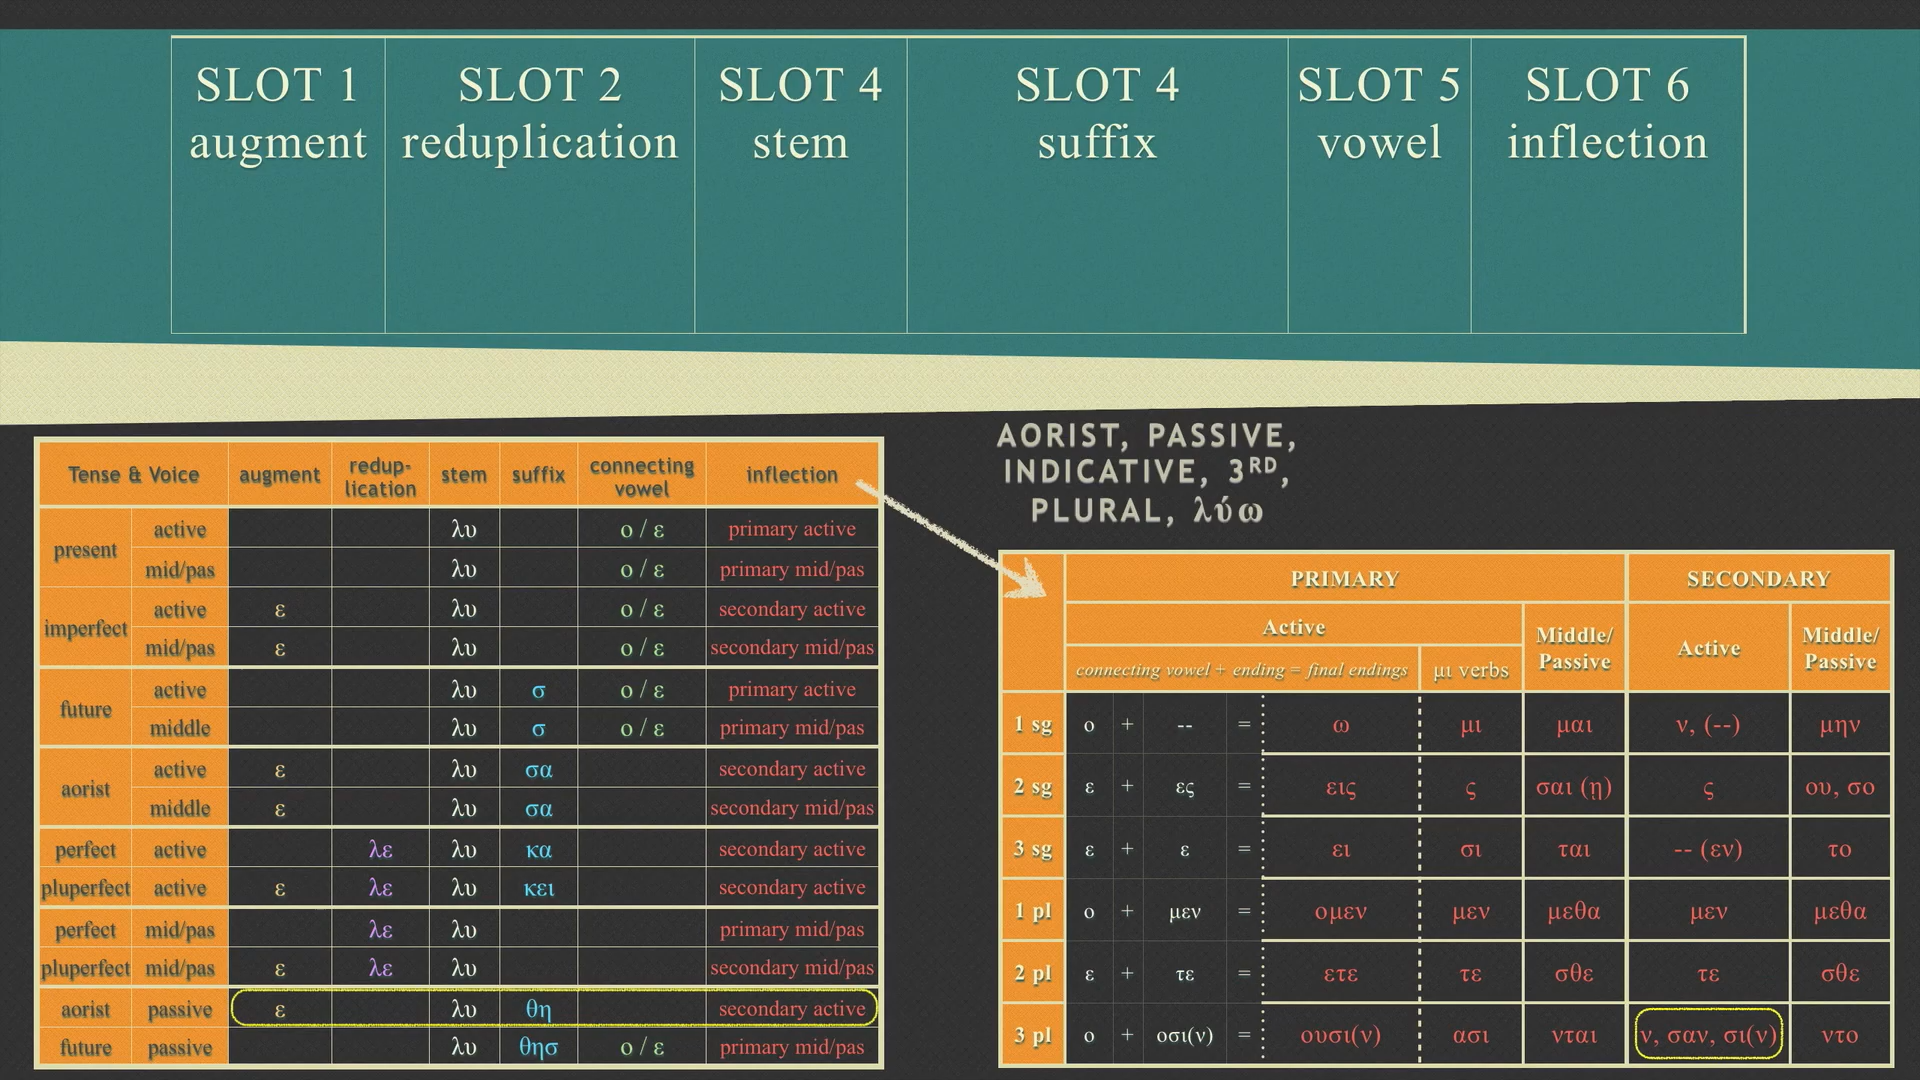 SLOT 1 SLOT 2 SLOT 4 SLOT 4 SLOT 5 SLOT 6
augment reduplication stem suffix vowel inflection
AORIST, PASSIVE,
INDICATIVE, 3RD,
PLURAL, λύω
Tense & Voice augment redup-lication stem suffix connecting vowel inflection
present active λυ ο / ε primary active
mid/pas λυ ο / ε primary mid/pas
imperfect active ε λυ ο / ε secondary active
mid/pas ε λυ ο / ε secondary mid/pas
future active λυ σ ο / ε primary active
middle λυ σ ο / ε primary mid/pas
aorist active ε λυ σα secondary active
middle ε λυ σα secondary mid/pas
perfect active λε λυ κα secondary active
pluperfect active ε λε λυ κει secondary active
perfect mid/pas λε λυ primary mid/pas
pluperfect mid/pas ε λε λυ secondary mid/pas
aorist passive ε λυ θη secondary active
future passive λυ θησ ο / ε primary mid/pas
PRIMARY SECONDARY
Active Middle/Passive Active Middle/Passive
connecting vowel + ending = final endings μι verbs
1 sg ο + -- = ω μι μαι ν, (--) μην
2 sg ε + ες = εις ς σαι (ῃ) ς ου, σο
3 sg ε + ε = ει σι ται -- (εν) το
1 pl ο + μεν = ομεν μεν μεθα μεν μεθα
2 pl ε + τε = ετε τε σθε τε σθε
3 pl ο + οσι(ν) = ουσι(ν) ασι νται ν, σαν, σι(ν) ντο